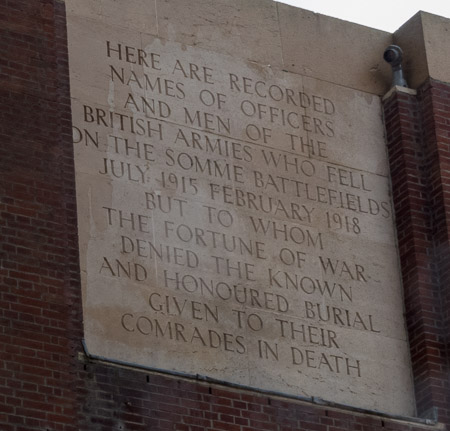 HERE ARE RECORDED
NAMES OF OFFICERS
AND MEN OF THE
BRITISH ARMIES WHO FELL
ON THE SOMME BATTLEFIELDS
JULY 1915 FEBRUARY 1918
BUT TO WHOM
THE FORTUNE OF WAR
DENIED THE KNOWN
AND HONOURED BURIAL
GIVEN TO THEIR
COMRADES IN DEATH